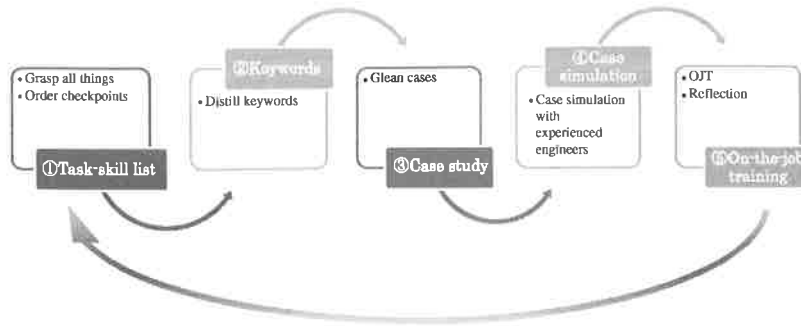 • Grasp all things
• Order checkpoints
①Task-skill list
②Keywords
• Distill keywords
• Glean cases
③Case study
④Case
simulation
• Case simulation
with
experienced
engineers
• OJT
• Reflection
⑤On-the-job
training